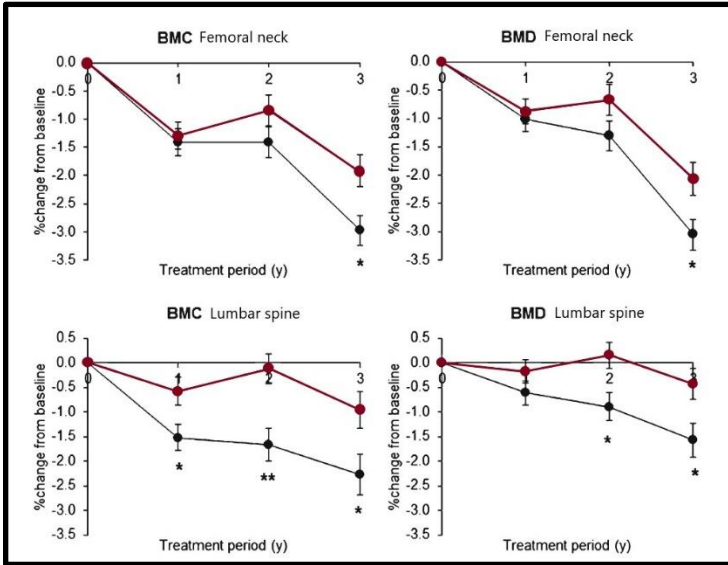 BMC Femoral neck
0.0
-0.5
-1.0
-1.5
-2.0
-2.5
-3.0
-3.5
0 1 2 3
%change from baseline
*
Treatment period (y)
BMD Femoral neck
0.0
-0.5
-1.0
-1.5
-2.0
-2.5
-3.0
-3.5
0 1 2 3
%change from baseline
*
Treatment period (y)
BMC Lumbar spine
0.5
0.0
-0.5
-1.0
-1.5
-2.0
-2.5
-3.0
-3.5
0 1 2 3
%change from baseline
* ** *
Treatment period (y)
BMD Lumbar spine
0.5
0.0
-0.5
-1.0
-1.5
-2.0
-2.5
-3.0
-3.5
0 2 3
%change from baseline
* *
Treatment period (y)